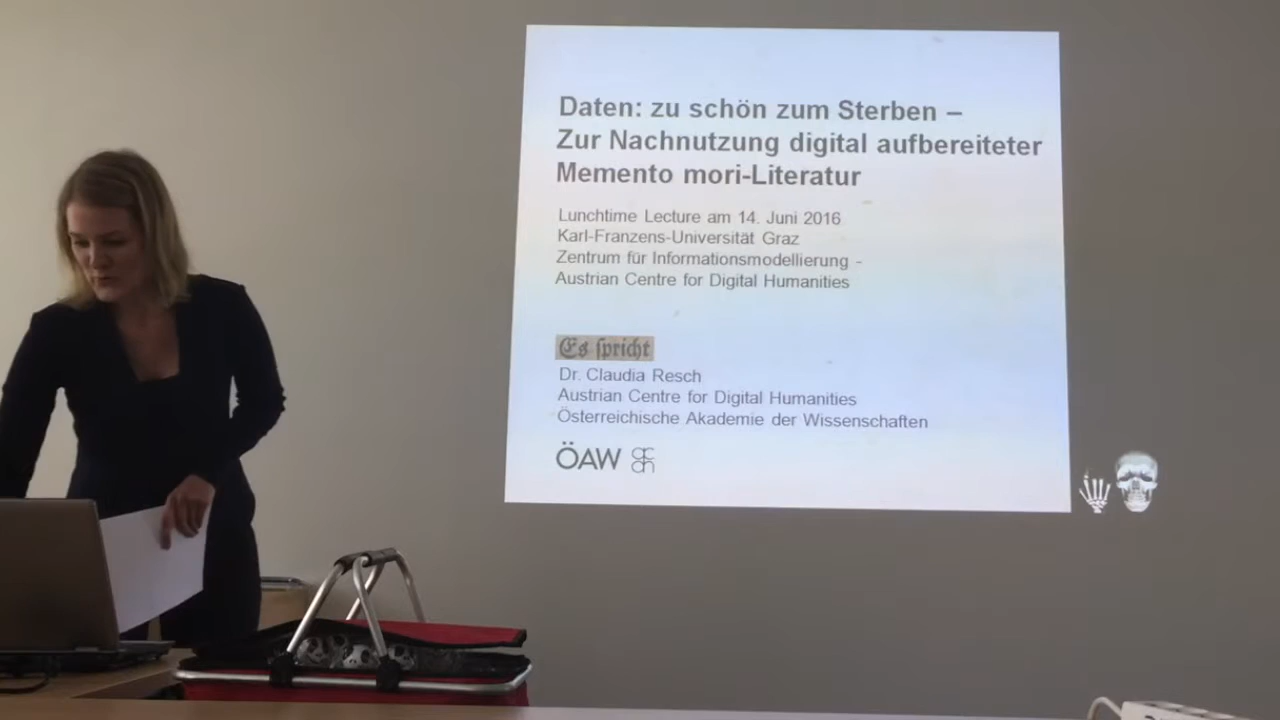 Daten: zu schön zum Sterben –
Zur Nachnutzung digital aufbereiteter
Memento mori-Literatur
Lunchtime Lecture am 14. Juni 2016
Karl-Franzens-Universität Graz
Zentrum für Informationsmodellierung -
Austrian Centre for Digital Humanities
Es ſpricht
Dr. Claudia Resch
Austrian Centre for Digital Humanities
Österreichische Akademie der Wissenschaften
ÖAW